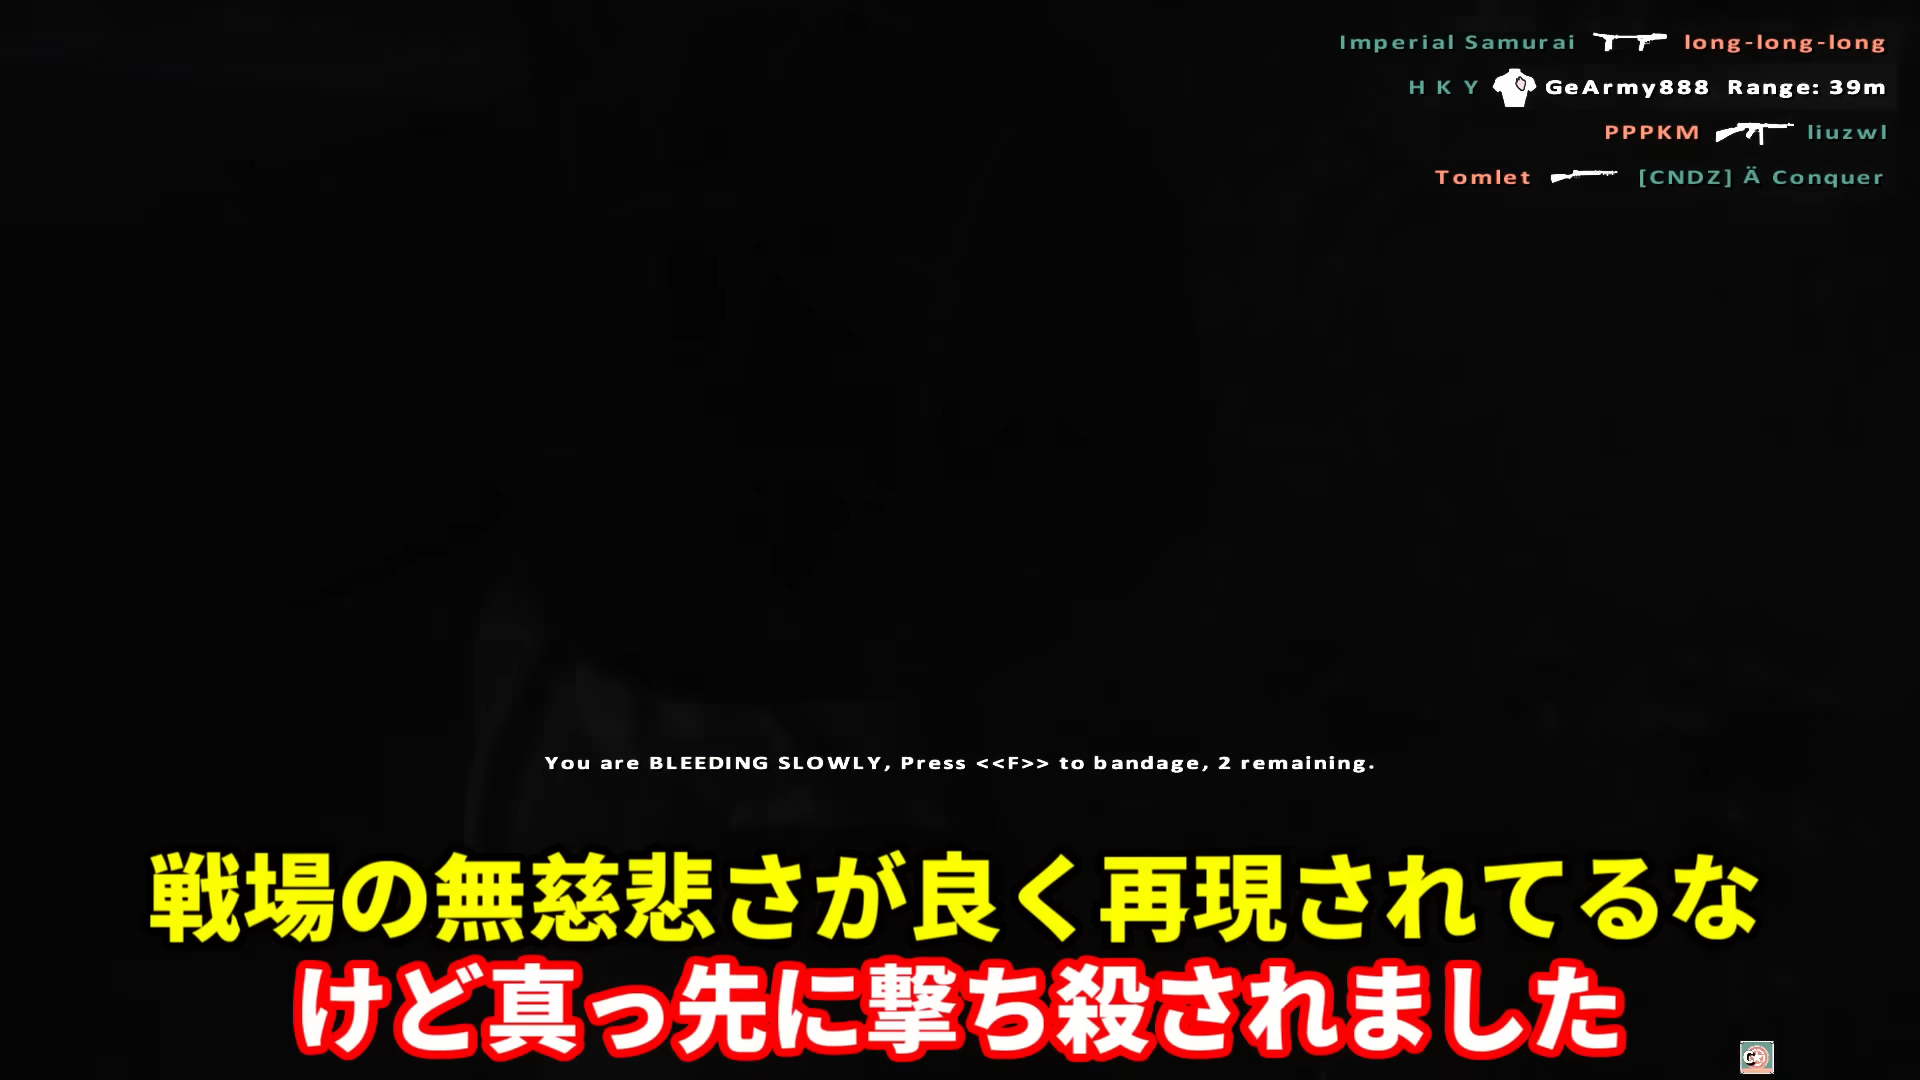 Imperial Samurai long-long-long
H K Y GeArmy888 Range: 39m
PPPKM liuzwl
Tomlet [CNDZ] Ä Conquer
You are BLEEDING SLOWLY, Press <<F>> to bandage, 2 remaining.
戦場の無慈悲さが良く再現されてるな
けど真っ先に撃ち殺されました